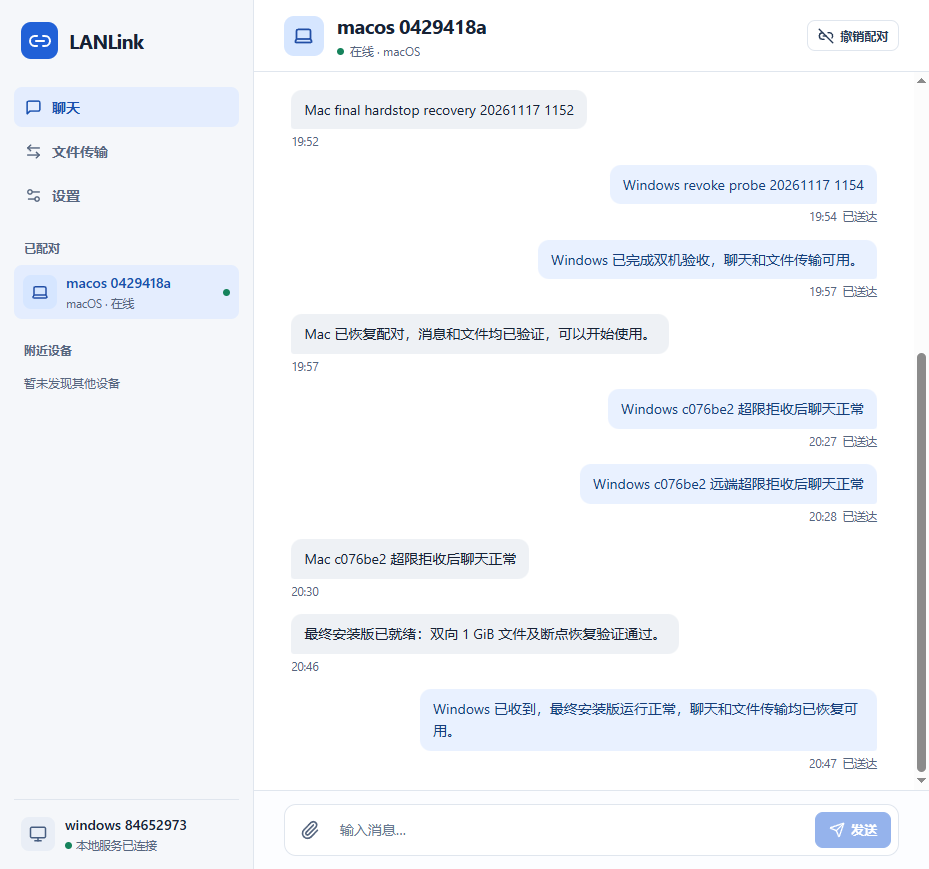 LANLink
聊天
文件传输
设置
已配对
macos 0429418a
macOS · 在线
附近设备
暂未发现其他设备
windows 84652973
本地服务已连接
macos 0429418a
在线 · macOS
撤销配对
Mac final hardstop recovery 20261117 1152
19:52
Windows revoke probe 20261117 1154
19:54 已送达
Windows 已完成双机验收，聊天和文件传输可用。
19:57 已送达
Mac 已恢复配对，消息和文件均已验证，可以开始使用。
19:57
Windows c076be2 超限拒收后聊天正常
20:27 已送达
Windows c076be2 远端超限拒收后聊天正常
20:28 已送达
Mac c076be2 超限拒收后聊天正常
20:30
最终安装版已就绪：双向 1 GiB 文件及断点恢复验证通过。
20:46
Windows 已收到，最终安装版运行正常，聊天和文件传输均已恢复可
用。
20:47 已送达
输入消息...
发送